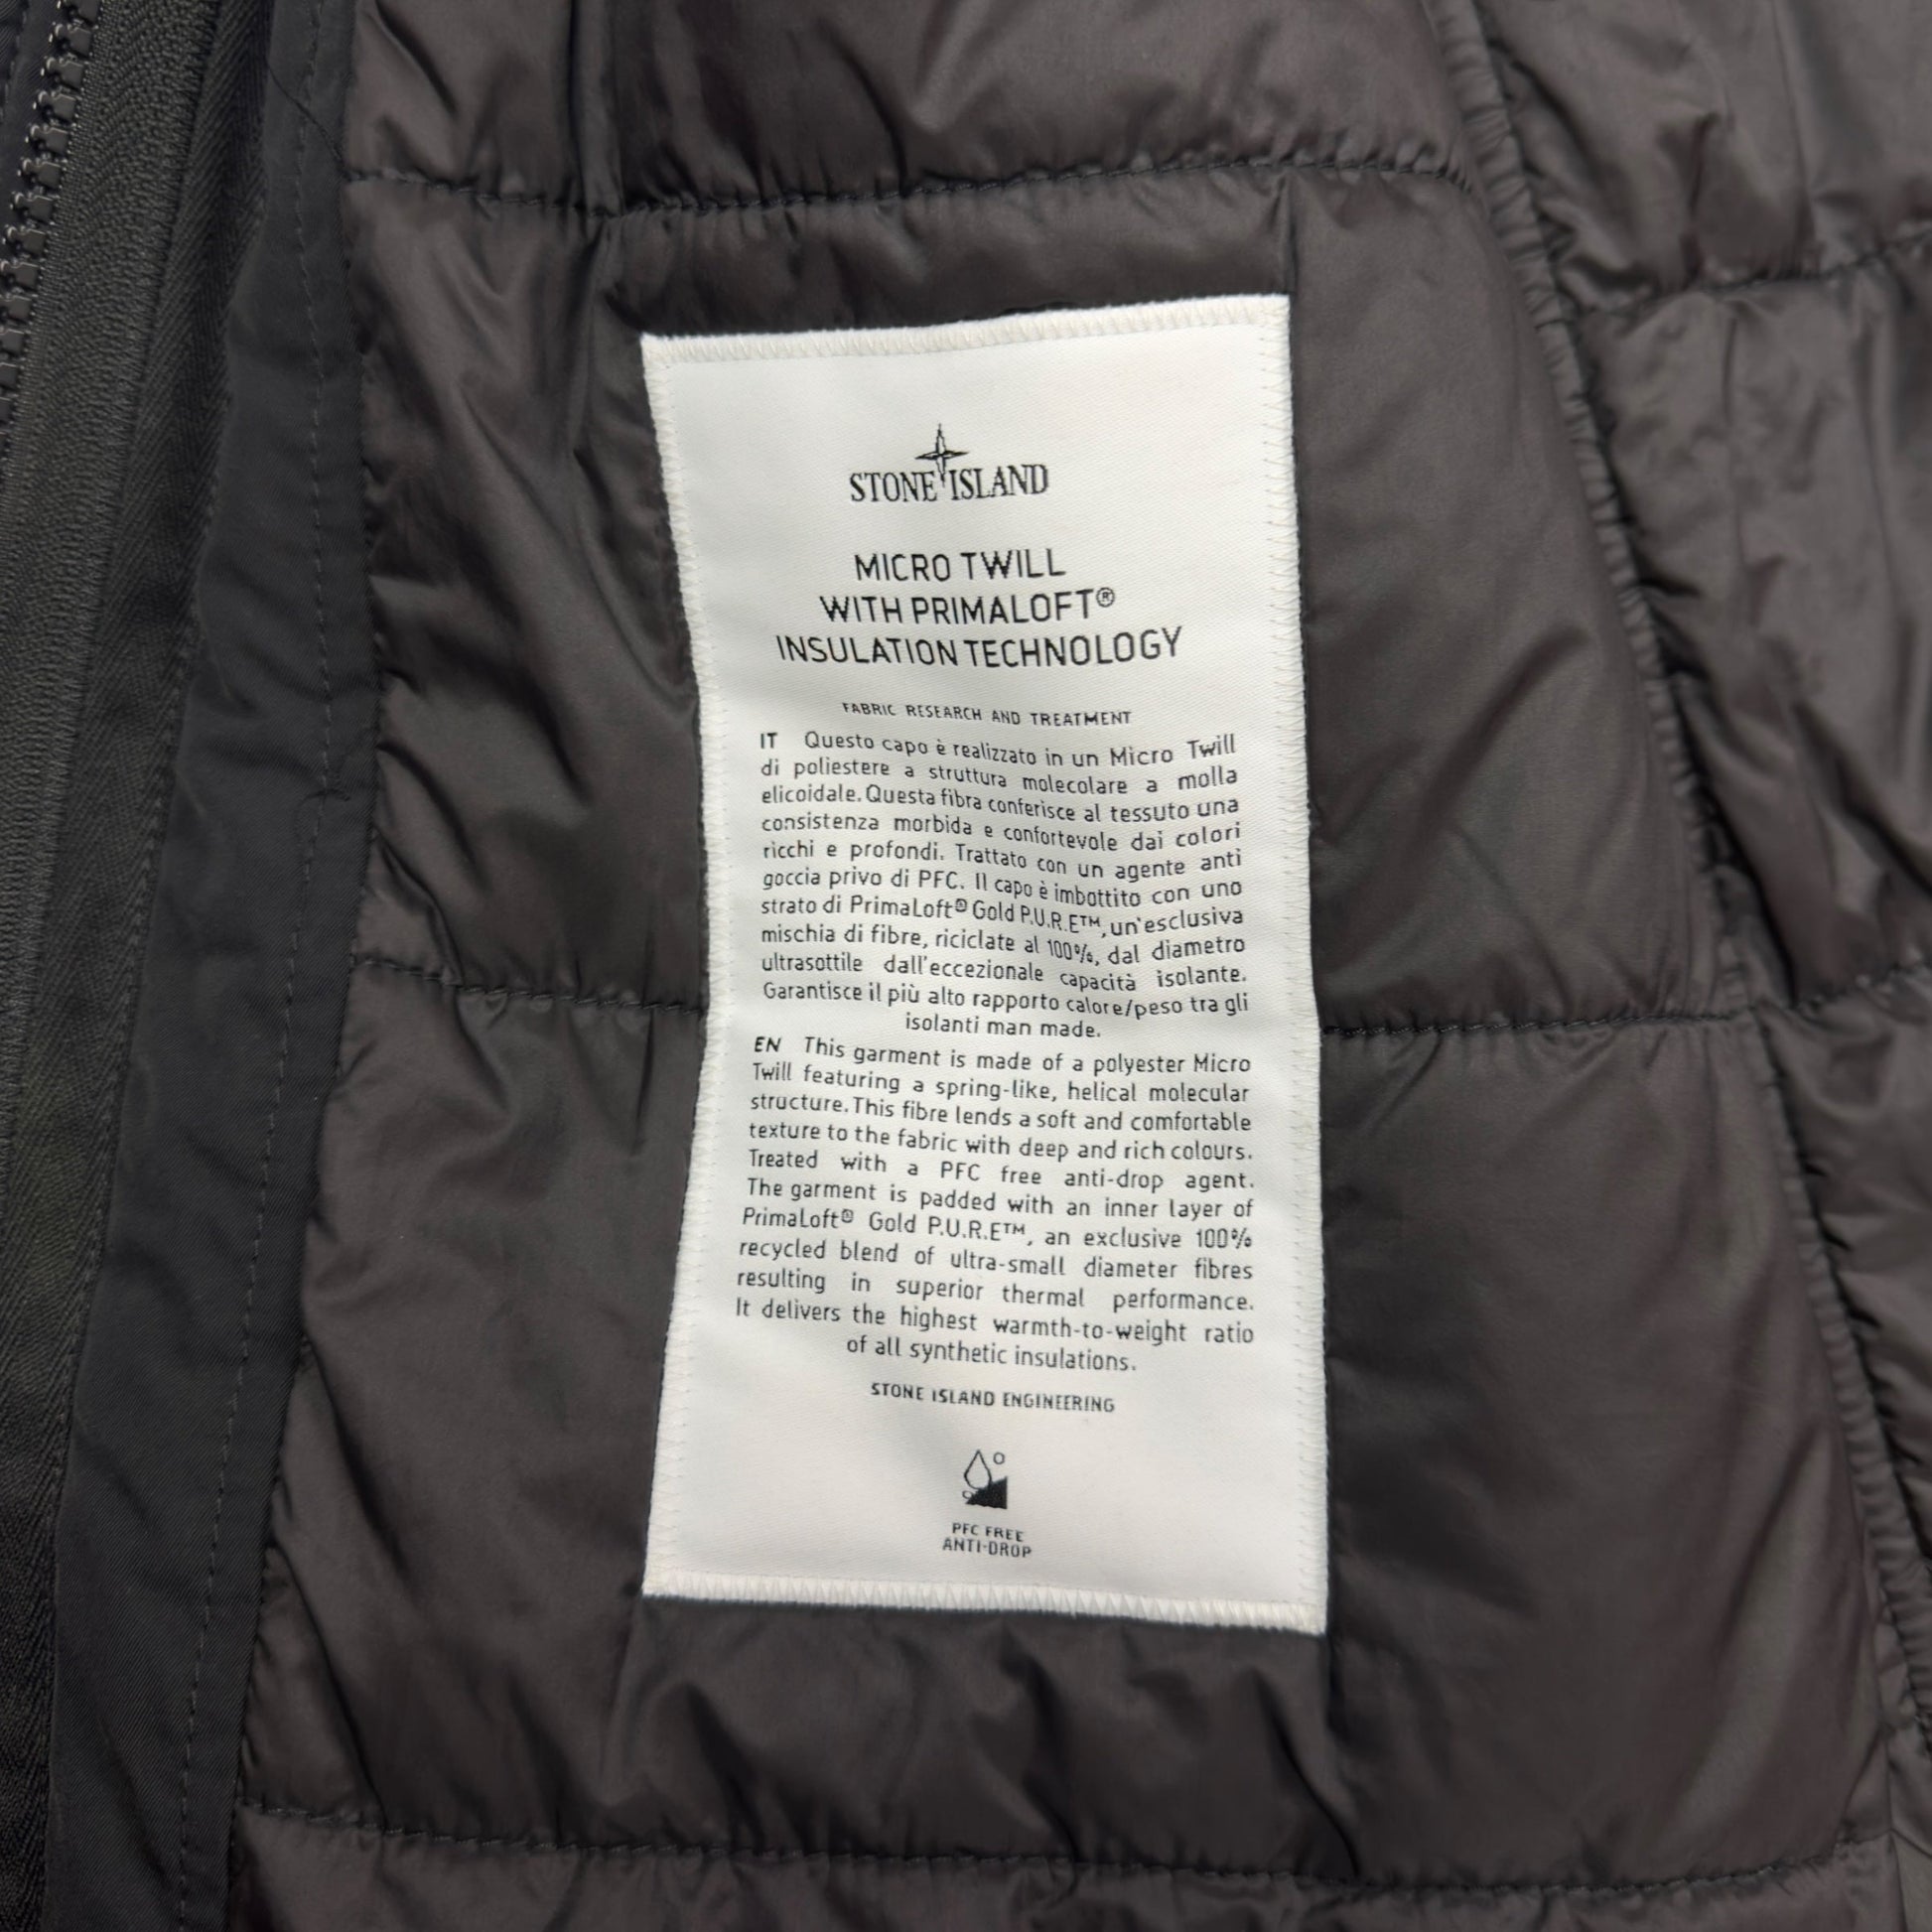 STONE ISLAND
MICRO TWILL
WITH PRIMALOFT®
INSULATION TECHNOLOGY
FABRIC RESEARCH AND TREATMENT
IT Questo capo è realizzato in un Micro Twill
di poliestere a struttura molecolare a molla
elicoidale. Questa fibra conferisce al tessuto una
consistenza morbida e confortevole dai colori
ricchi e profondi. Trattato con un agente anti
goccia privo di PFC. Il capo è imbottito con uno
strato di PrimaLoft® Gold P.U.R.E™, un'esclusiva
mischia di fibre, riciclate al 100%, dal diametro
ultrasottile dall'eccezionale capacità isolante.
Garantisce il più alto rapporto calore/peso tra gli
isolanti man made.
EN This garment is made of a polyester Micro
Twill featuring a spring-like, helical molecular
structure. This fibre lends a soft and comfortable
texture to the fabric with deep and rich colours.
Treated with a PFC free anti-drop agent.
The garment is padded with an inner layer of
PrimaLoft® Gold P.U.R.E™, an exclusive 100%
recycled blend of ultra-small diameter fibres
resulting in superior thermal performance.
It delivers the highest warmth-to-weight ratio
of all synthetic insulations.
STONE ISLAND ENGINEERING
PFC FREE
ANTI-DROP